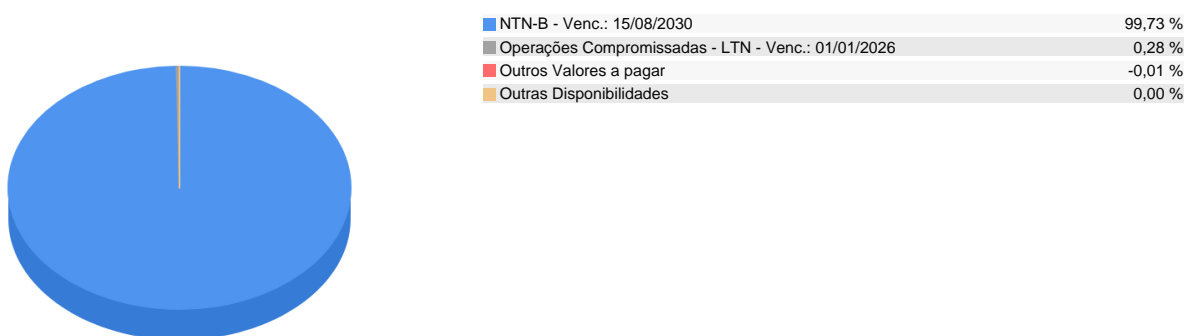 NTN-B - Venc.: 15/08/2030 99,73 %
Operações Compromissadas - LTN - Venc.: 01/01/2026 0,28 %
Outros Valores a pagar -0,01 %
Outras Disponibilidades 0,00 %